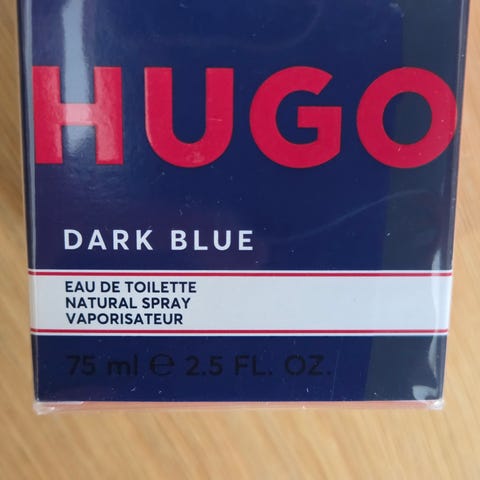 HUGO
DARK BLUE
EAU DE TOILETTE
NATURAL SPRAY
VAPORISATEUR
75 ml ℮ 2.5 FL. OZ.